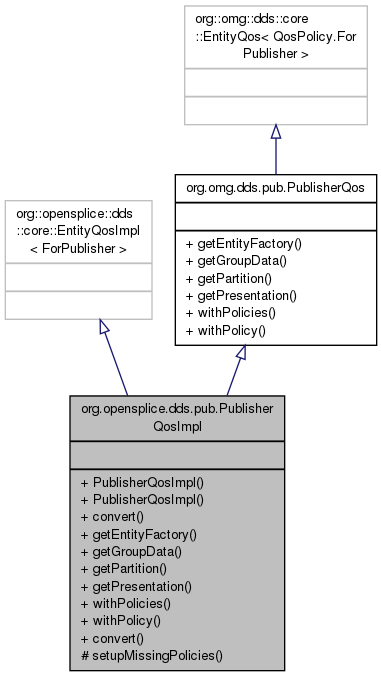 org::omg::dds::core
::EntityQos< QosPolicy.For
Publisher >
org.omg.dds.pub.PublisherQos
+ getEntityFactory()
+ getGroupData()
+ getPartition()
+ getPresentation()
+ withPolicies()
+ withPolicy()
org::opensplice::dds
::core::EntityQosImpl
< ForPublisher >
org.opensplice.dds.pub.Publisher
QosImpl
+ PublisherQosImpl()
+ PublisherQosImpl()
+ convert()
+ getEntityFactory()
+ getGroupData()
+ getPartition()
+ getPresentation()
+ withPolicies()
+ withPolicy()
+ convert()
# setupMissingPolicies()